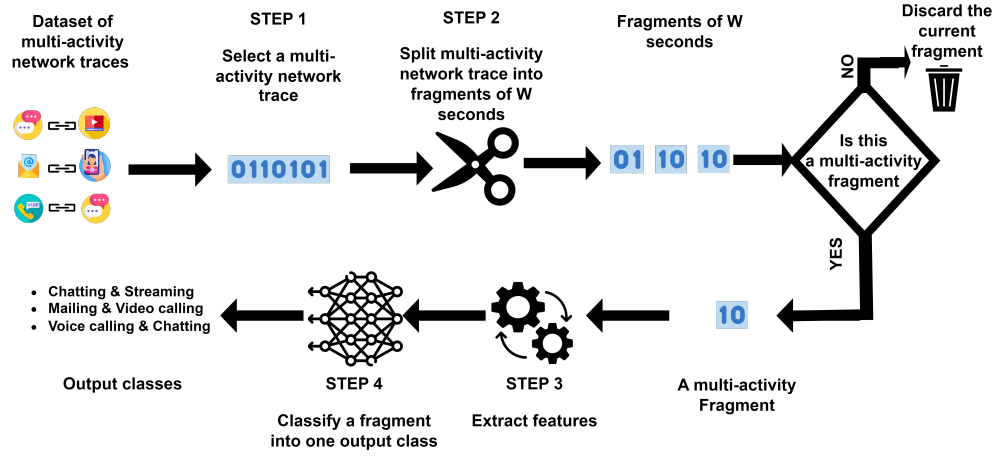 Dataset of
multi-activity
network traces
STEP 1
Select a multi-
activity network
trace
STEP 2
Split multi-activity
network trace into
fragments of W
seconds
Fragments of W
seconds
Discard the
current
fragment
NO
@
VOIP
0110101
01 10 10
Is this
a multi-activity
fragment
YES
10
A multi-activity
Fragment
STEP 3
Extract features
STEP 4
Classify a fragment
into one output class
• Chatting & Streaming
• Mailing & Video calling
• Voice calling & Chatting
Output classes